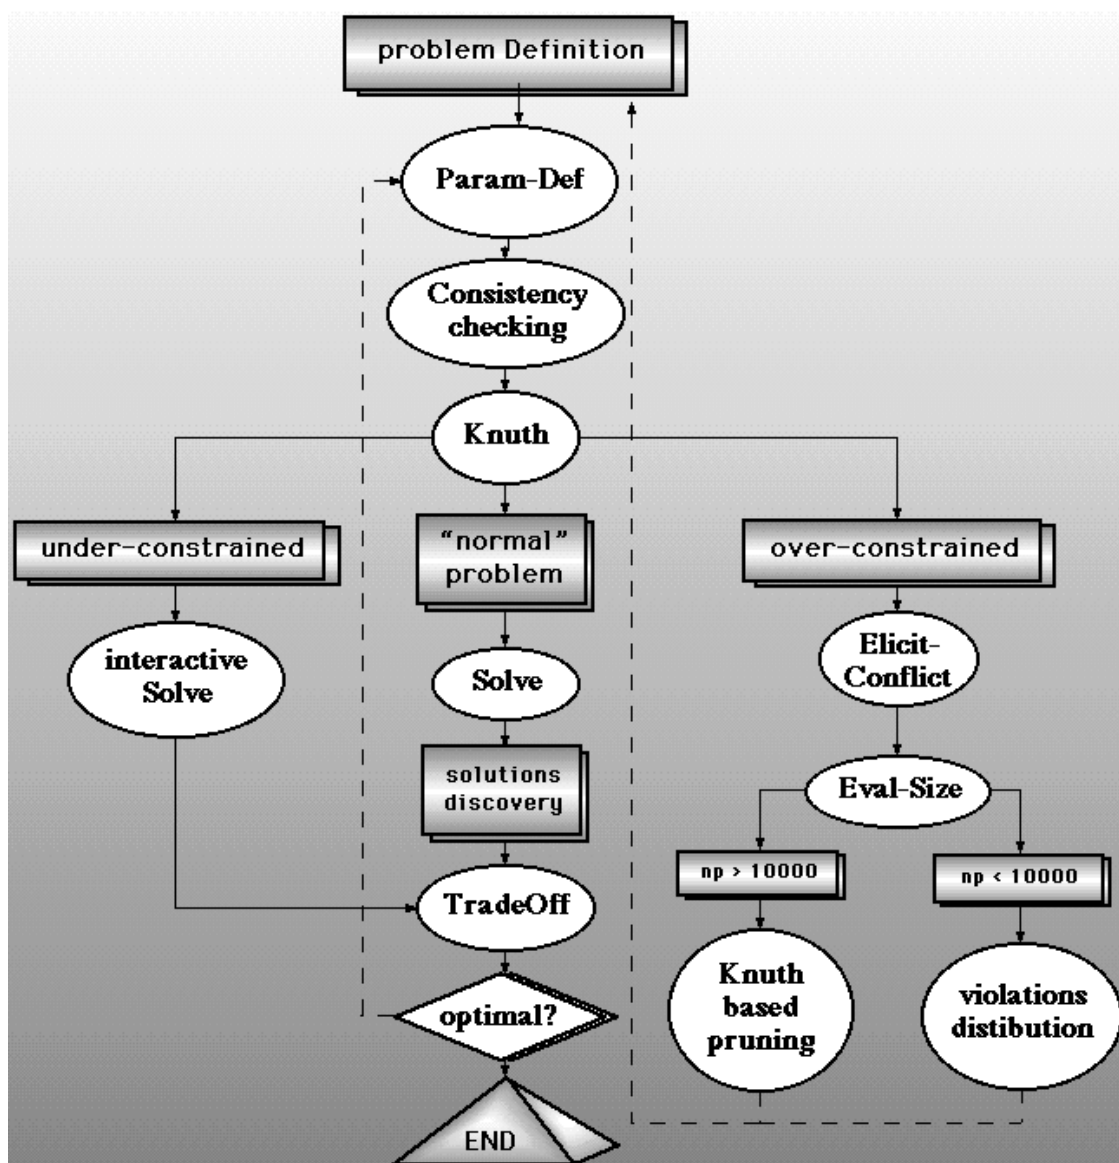 problem Definition
Param-Def
Consistency
checking
Knuth
under-constrained
"normal"
problem
over-constrained
interactive
Solve
Solve
Elicit-
Conflict
solutions
discovery
Eval-Size
np > 10000
np < 10000
TradeOff
Knuth
based
pruning
violations
distibution
optimal?
END